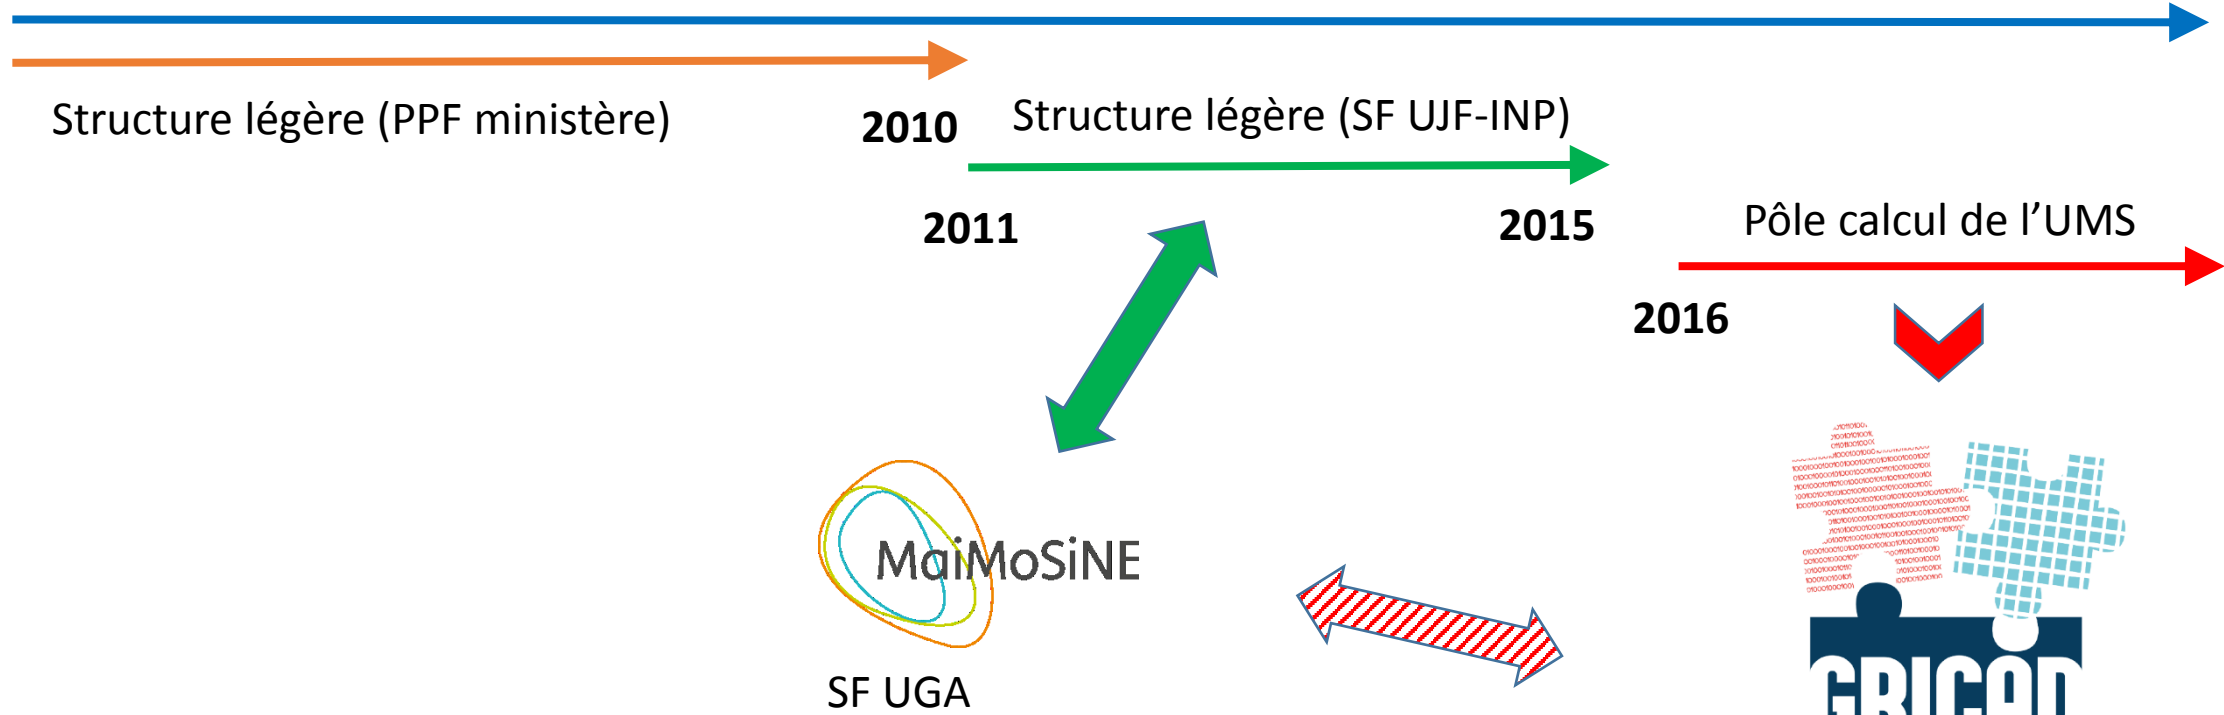 Structure légère (PPF ministère)
2010
Structure légère (SF UJF-INP)
2011
2015
Pôle calcul de l’UMS
2016
MaiMoSiNE
SF UGA
GRICAD